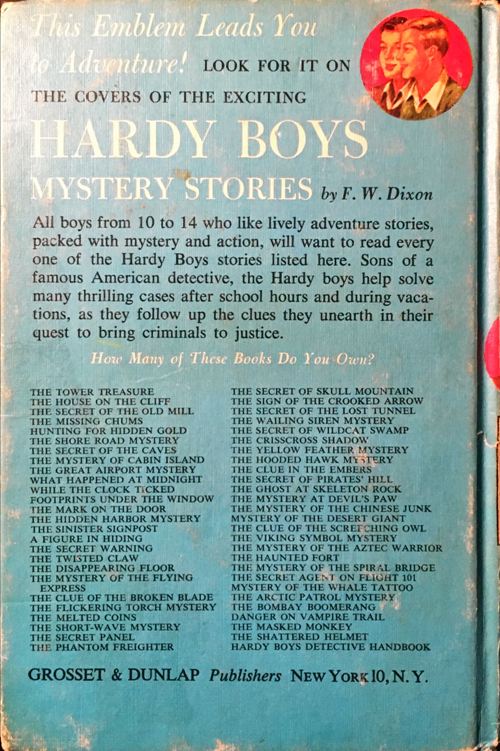 This Emblem Leads You
to Adventure! LOOK FOR IT ON
THE COVERS OF THE EXCITING
HARDY BOYS
MYSTERY STORIES by F. W. Dixon
All boys from 10 to 14 who like lively adventure stories,
packed with mystery and action, will want to read every
one of the Hardy Boys stories listed here. Sons of a
famous American detective, the Hardy boys help solve
many thrilling cases after school hours and during vaca-
tions, as they follow up the clues they unearth in their
quest to bring criminals to justice.
How Many of These Books Do You Own?
THE TOWER TREASURE
THE HOUSE ON THE CLIFF
THE SECRET OF THE OLD MILL
THE MISSING CHUMS
HUNTING FOR HIDDEN GOLD
THE SHORE ROAD MYSTERY
THE SECRET OF THE CAVES
THE MYSTERY OF CABIN ISLAND
THE GREAT AIRPORT MYSTERY
WHAT HAPPENED AT MIDNIGHT
WHILE THE CLOCK TICKED
FOOTPRINTS UNDER THE WINDOW
THE MARK ON THE DOOR
THE HIDDEN HARBOR MYSTERY
THE SINISTER SIGNPOST
A FIGURE IN HIDING
THE SECRET WARNING
THE TWISTED CLAW
THE DISAPPEARING FLOOR
THE MYSTERY OF THE FLYING
EXPRESS
THE CLUE OF THE BROKEN BLADE
THE FLICKERING TORCH MYSTERY
THE MELTED COINS
THE SHORT-WAVE MYSTERY
THE SECRET PANEL
THE PHANTOM FREIGHTER
THE SECRET OF SKULL MOUNTAIN
THE SIGN OF THE CROOKED ARROW
THE SECRET OF THE LOST TUNNEL
THE WAILING SIREN MYSTERY
THE SECRET OF WILDCAT SWAMP
THE CRISSCROSS SHADOW
THE YELLOW FEATHER MYSTERY
THE HOODED HAWK MYSTERY
THE CLUE IN THE EMBERS
THE SECRET OF PIRATES' HILL
THE GHOST AT SKELETON ROCK
THE MYSTERY AT DEVIL'S PAW
THE MYSTERY OF THE CHINESE JUNK
MYSTERY OF THE DESERT GIANT
THE CLUE OF THE SCRETCHING OWL
THE VIKING SYMBOL MYSTERY
THE MYSTERY OF THE AZTEC WARRIOR
THE HAUNTED FORT
THE MYSTERY OF THE SPIRAL BRIDGE
THE SECRET AGENT ON FLIGHT 101
MYSTERY OF THE WHALE TATTOO
THE ARCTIC PATROL MYSTERY
THE BOMBAY BOOMERANG
DANGER ON VAMPIRE TRAIL
THE MASKED MONKEY
THE SHATTERED HELMET
HARDY BOYS DETECTIVE HANDBOOK
GROSSET & DUNLAP Publishers NEW YORK 10, N. Y.